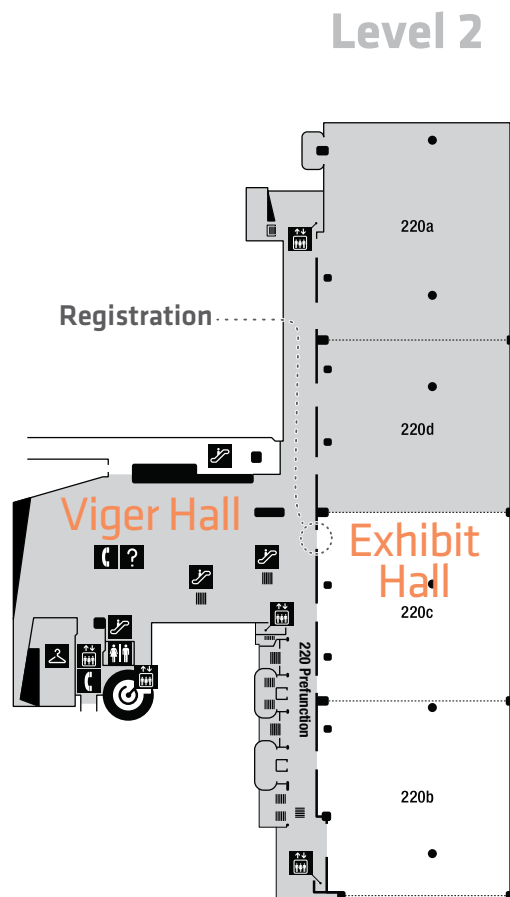 Level 2
220a
Registration
220d
Viger Hall
Exhibit
Hall
?
220c
220 Prefunction
220b